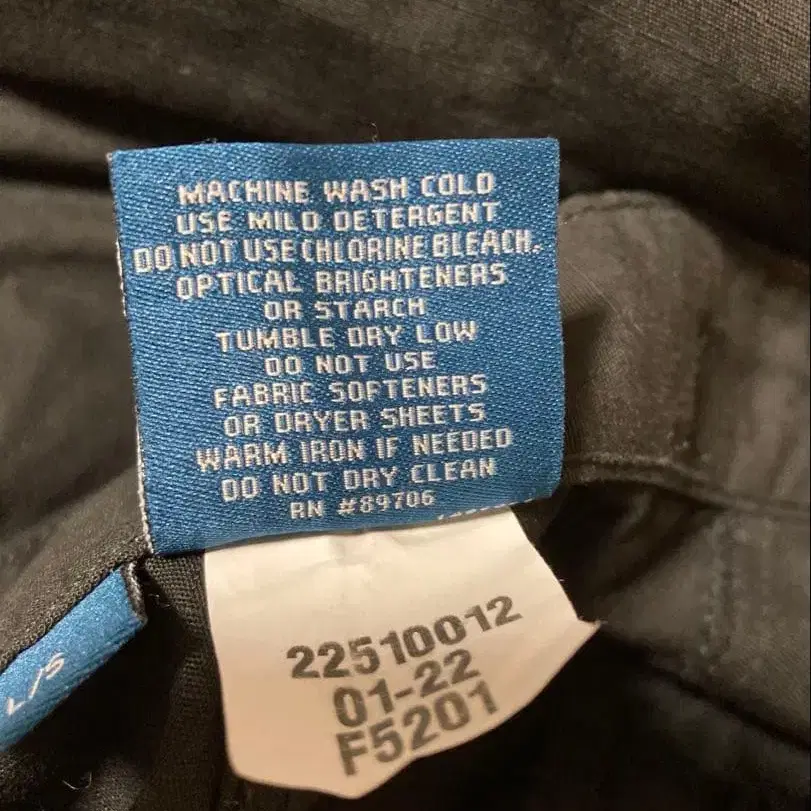 MACHINE WASH COLD
USE MILD DETERGENT
DO NOT USE CHLORINE BLEACH,
OPTICAL BRIGHTENERS
OR STARCH
TUMBLE DRY LOW
DO NOT USE
FABRIC SOFTENERS
OR DRYER SHEETS
WARM IRON IF NEEDED
DO NOT DRY CLEAN
RN #89706
L/S
22510012
01-22
F5201